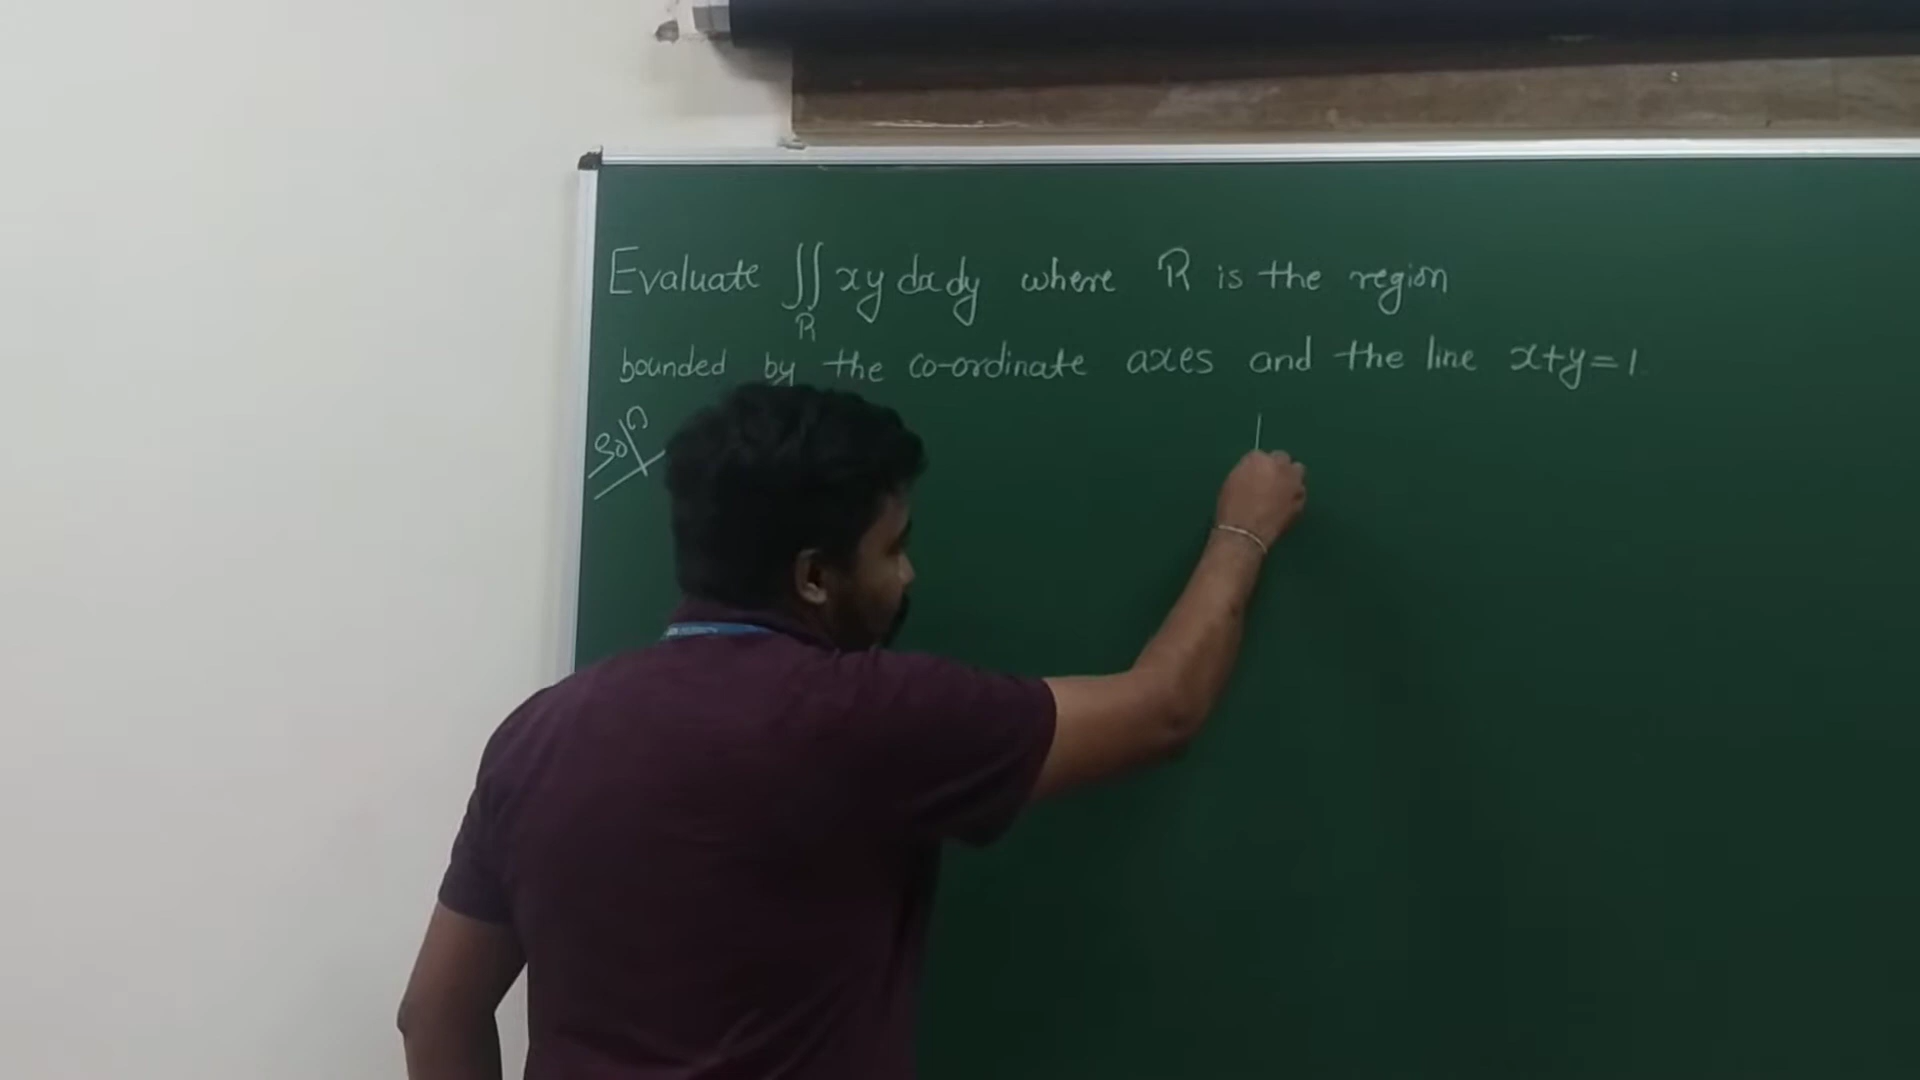 Evaluate ∬_R xy dx dy where R is the region
bounded by the co-ordinate axes and the line x+y=1
Sol^n